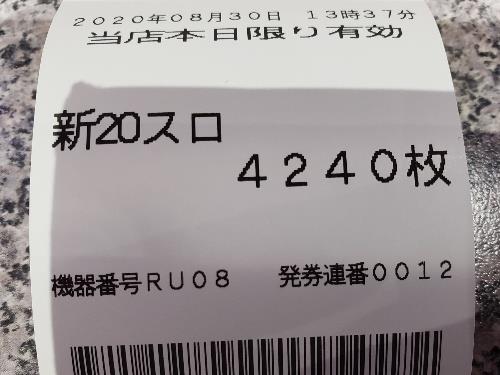 2020年08月30日 13時37分
当店本日限り有効
新20スロ
4240枚
機器番号RU08 発券連番0012